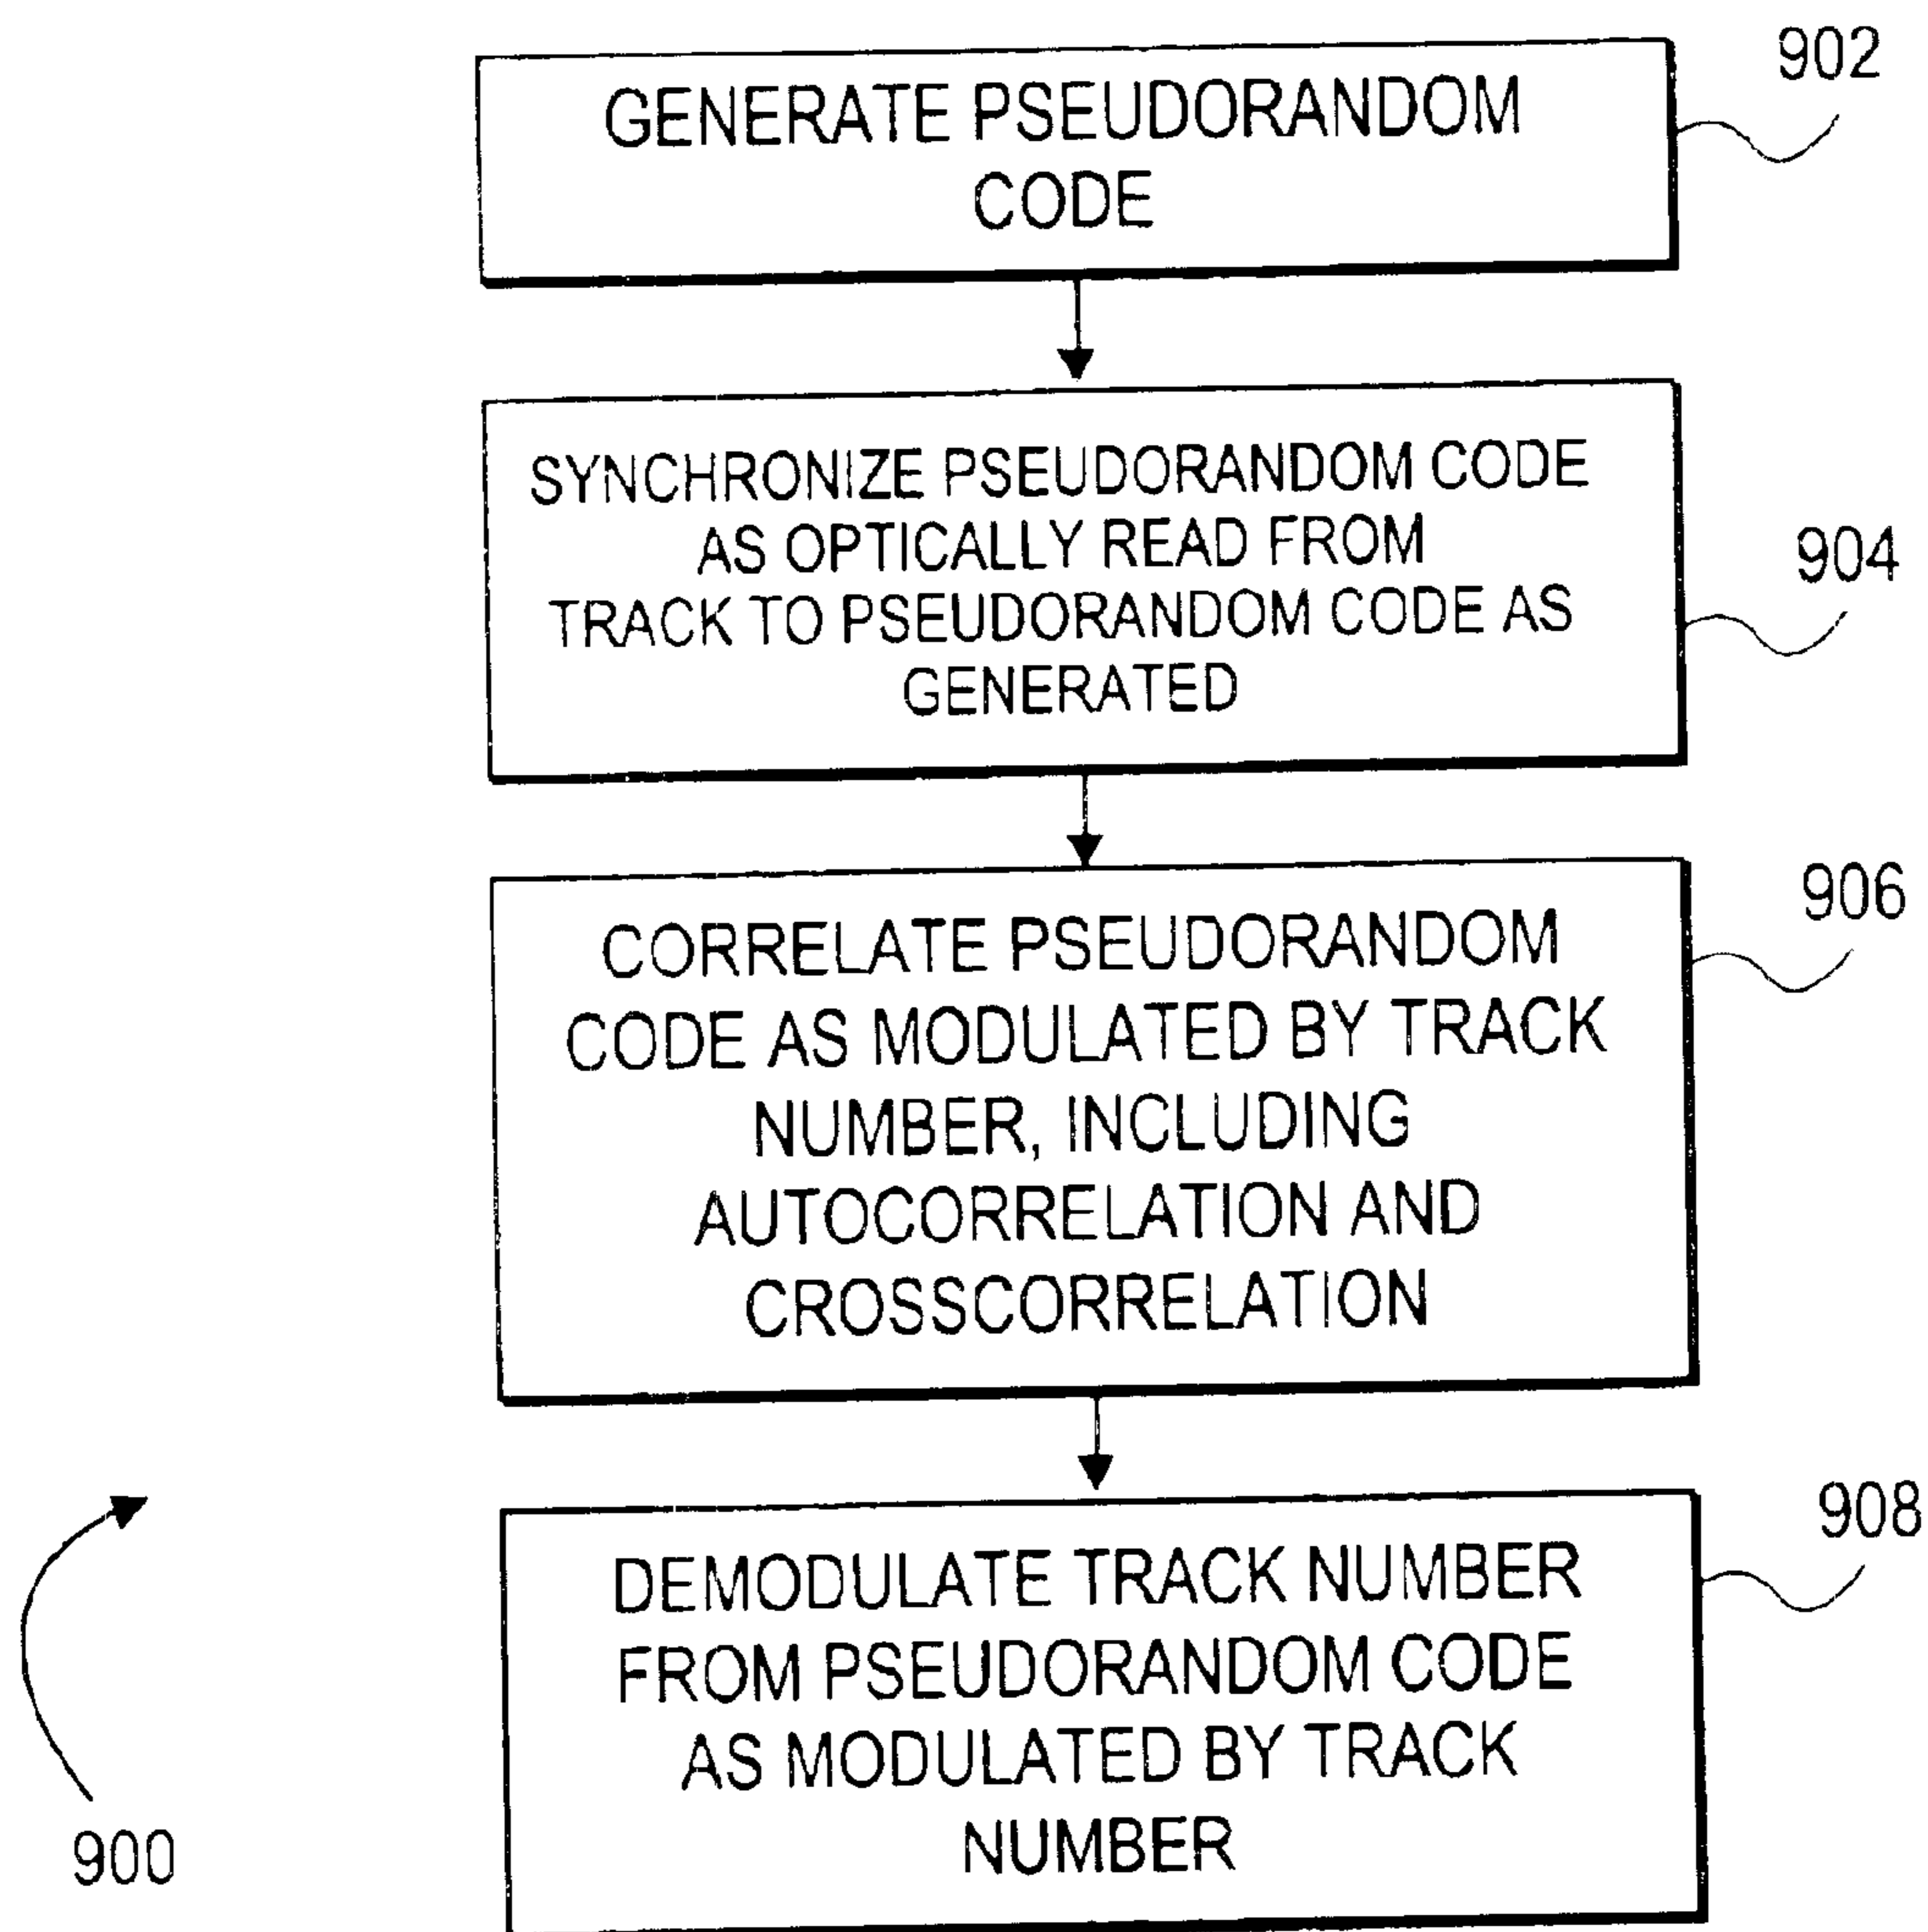 902
GENERATE PSEUDORANDOM
CODE
SYNCHRONIZE PSEUDORANDOM CODE
AS OPTICALLY READ FROM
TRACK TO PSEUDORANDOM CODE AS
GENERATED
904
906
CORRELATE PSEUDORANDOM
CODE AS MODULATED BY TRACK
NUMBER, INCLUDING
AUTOCORRELATION AND
CROSSCORRELATION
908
DEMODULATE TRACK NUMBER
FROM PSEUDORANDOM CODE
AS MODULATED BY TRACK
NUMBER
900